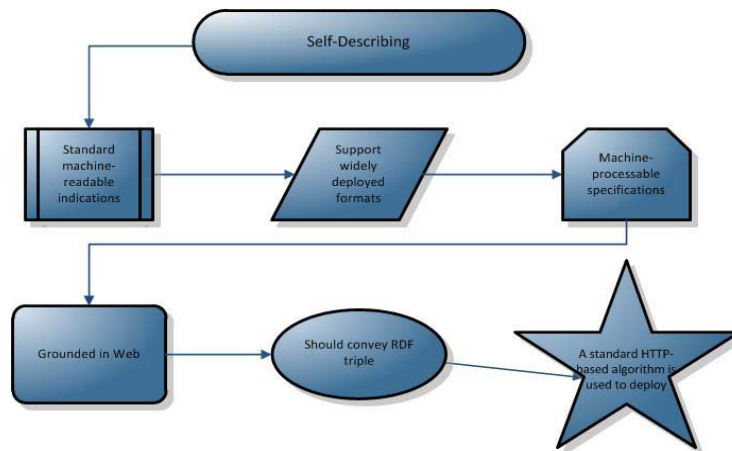 Self-Describing
Standard
machine-
readable
indications
Support
widely
deployed
formats
Machine-
processable
specifications
Grounded in Web
Should convey RDF
triple
A standard HTTP-
based algorithm is
used to deploy